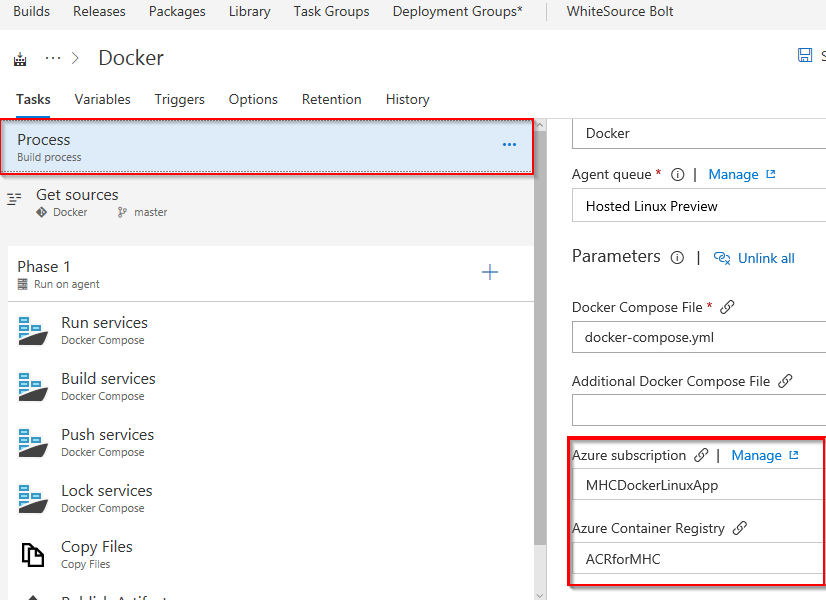 Builds Releases Packages Library Task Groups Deployment Groups* | WhiteSource Bolt
... > Docker
Tasks Variables Triggers Options Retention History
Process
Build process
...
Get sources
Docker master
Phase 1
Run on agent
+
Run services
Docker Compose
Build services
Docker Compose
Push services
Docker Compose
Lock services
Docker Compose
Copy Files
Copy Files
Docker
Agent queue * | Manage
Hosted Linux Preview
Parameters | Unlink all
Docker Compose File *
docker-compose.yml
Additional Docker Compose File
Azure subscription | Manage
MHCDockerLinuxApp
Azure Container Registry
ACRforMHC